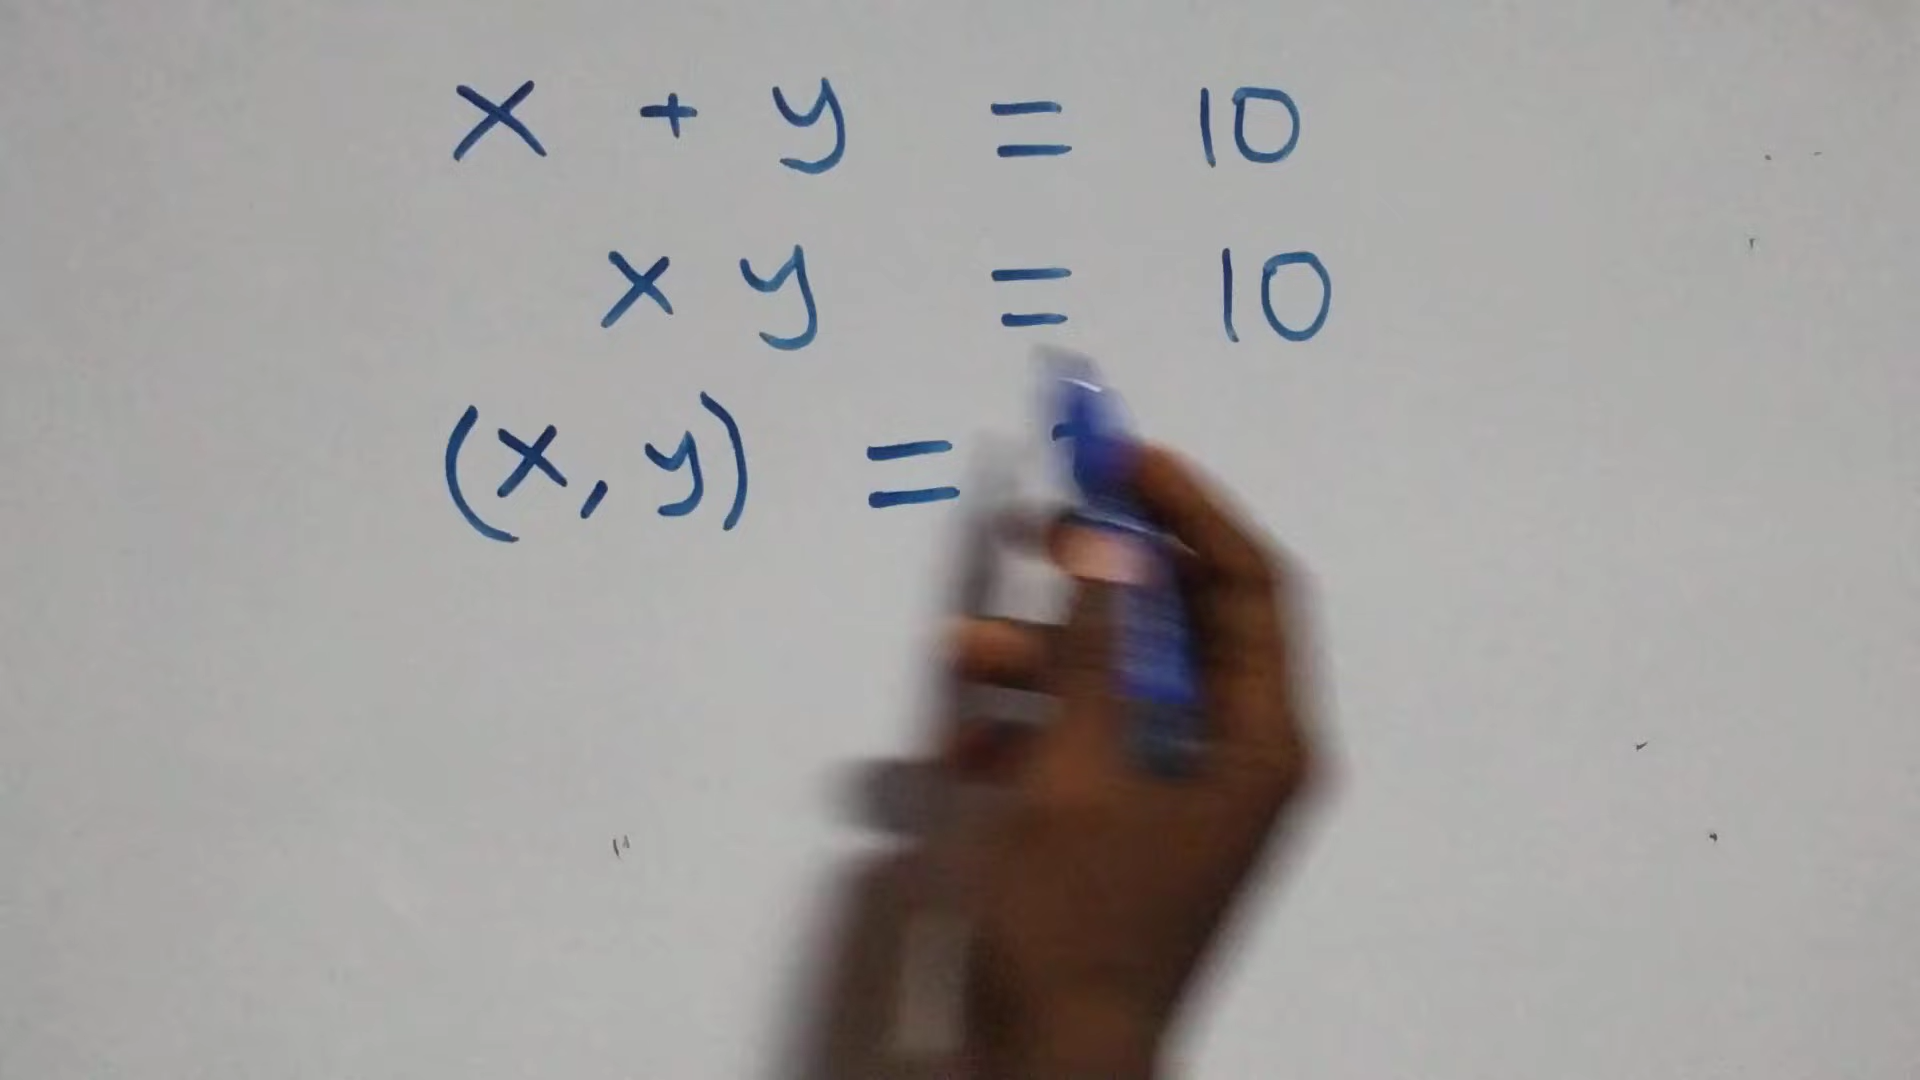 x + y = 10
xy = 10
(x, y) =